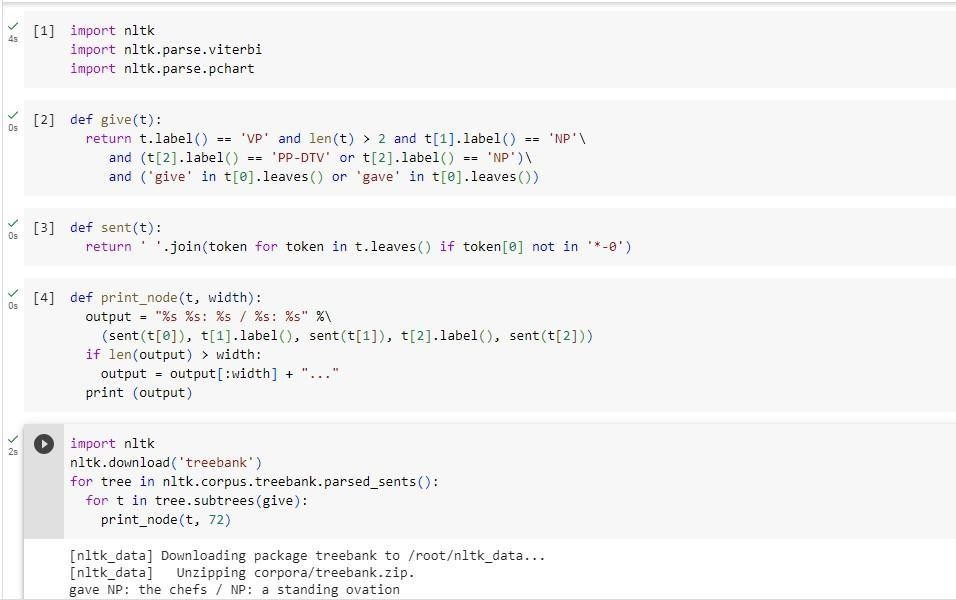 4s [1] import nltk
import nltk.parse.viterbi
import nltk.parse.pchart
0s [2] def give(t):
return t.label() == 'VP' and len(t) > 2 and t[1].label() == 'NP'\
and (t[2].label() == 'PP-DTV' or t[2].label() == 'NP')\
and ('give' in t[0].leaves() or 'gave' in t[0].leaves())
0s [3] def sent(t):
return ' '.join(token for token in t.leaves() if token[0] not in '*-0')
0s [4] def print_node(t, width):
output = "%s %s: %s / %s: %s" %\
(sent(t[0]), t[1].label(), sent(t[1]), t[2].label(), sent(t[2]))
if len(output) > width:
output = output[:width] + "..."
print (output)
2s import nltk
nltk.download('treebank')
for tree in nltk.corpus.treebank.parsed_sents():
for t in tree.subtrees(give):
print_node(t, 72)
[nltk_data] Downloading package treebank to /root/nltk_data...
[nltk_data] Unzipping corpora/treebank.zip.
gave NP: the chefs / NP: a standing ovation